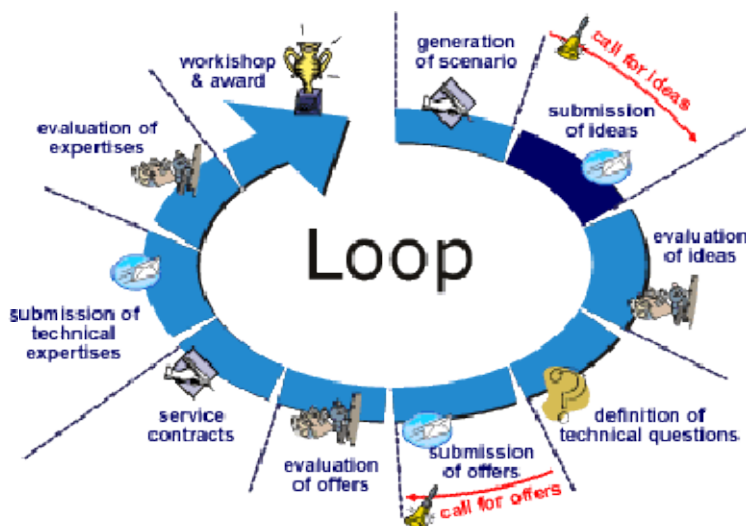 generation
of scenario
call for ideas
submission
of ideas
evaluation
of ideas
definition of
technical questions
submission
of offers
call for offers
evaluation
of offers
service
contracts
submission of
technical
expertises
evaluation of
expertises
workishop
& award
Loop